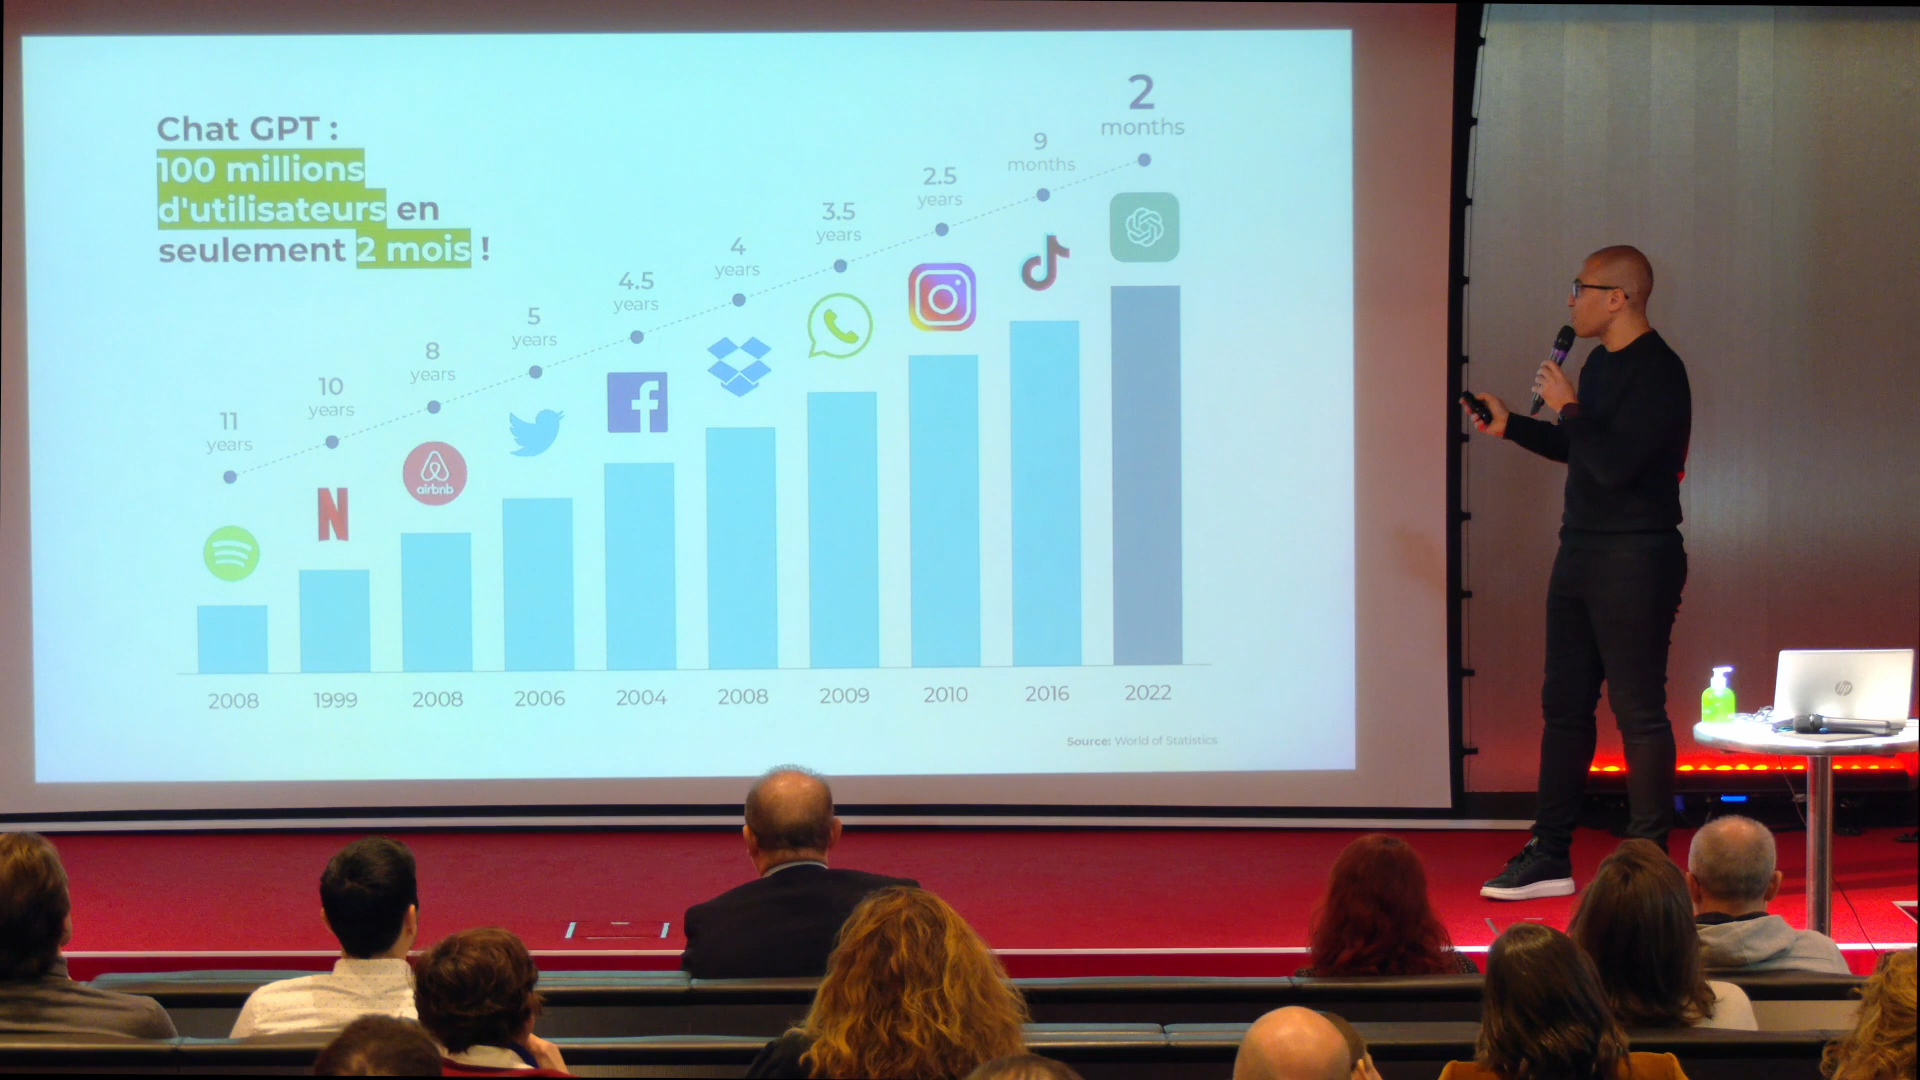 Chat GPT :
100 millions
d'utilisateurs en
seulement 2 mois !
11
years
10
years
8
years
5
years
4.5
years
4
years
3.5
years
2.5
years
9
months
2
months
airbnb
2008
1999
2008
2006
2004
2008
2009
2010
2016
2022
Source: World of Statistics
hp